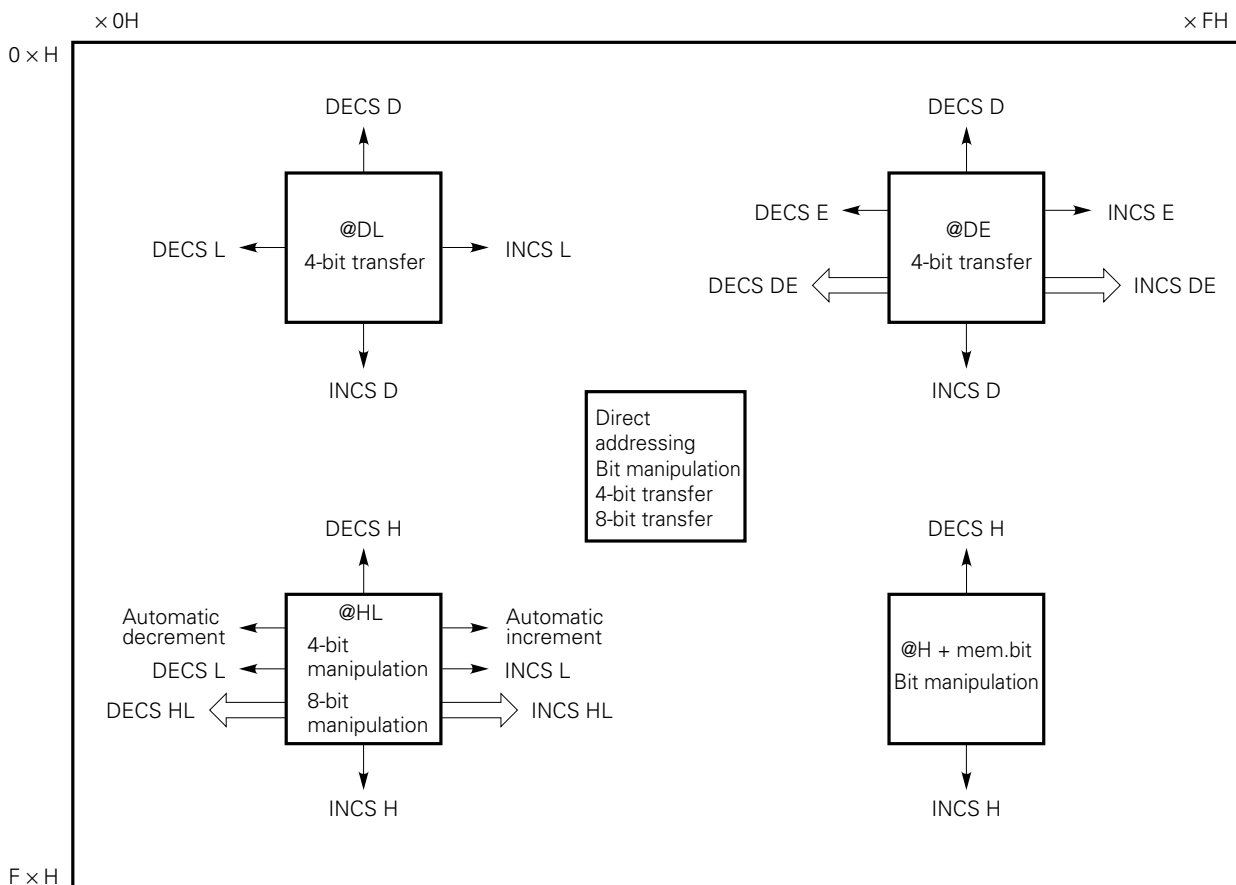 × 0H
× FH
0 × H
DECS D
DECS L
@DL
4-bit transfer
INCS L
INCS D
DECS D
DECS E
INCS E
@DE
4-bit transfer
DECS DE
INCS DE
INCS D
Direct
addressing
Bit manipulation
4-bit transfer
8-bit transfer
DECS H
Automatic
decrement
DECS L
DECS HL
@HL
4-bit
manipulation
8-bit
manipulation
Automatic
increment
INCS L
INCS HL
INCS H
DECS H
@H + mem.bit
Bit manipulation
INCS H
F × H